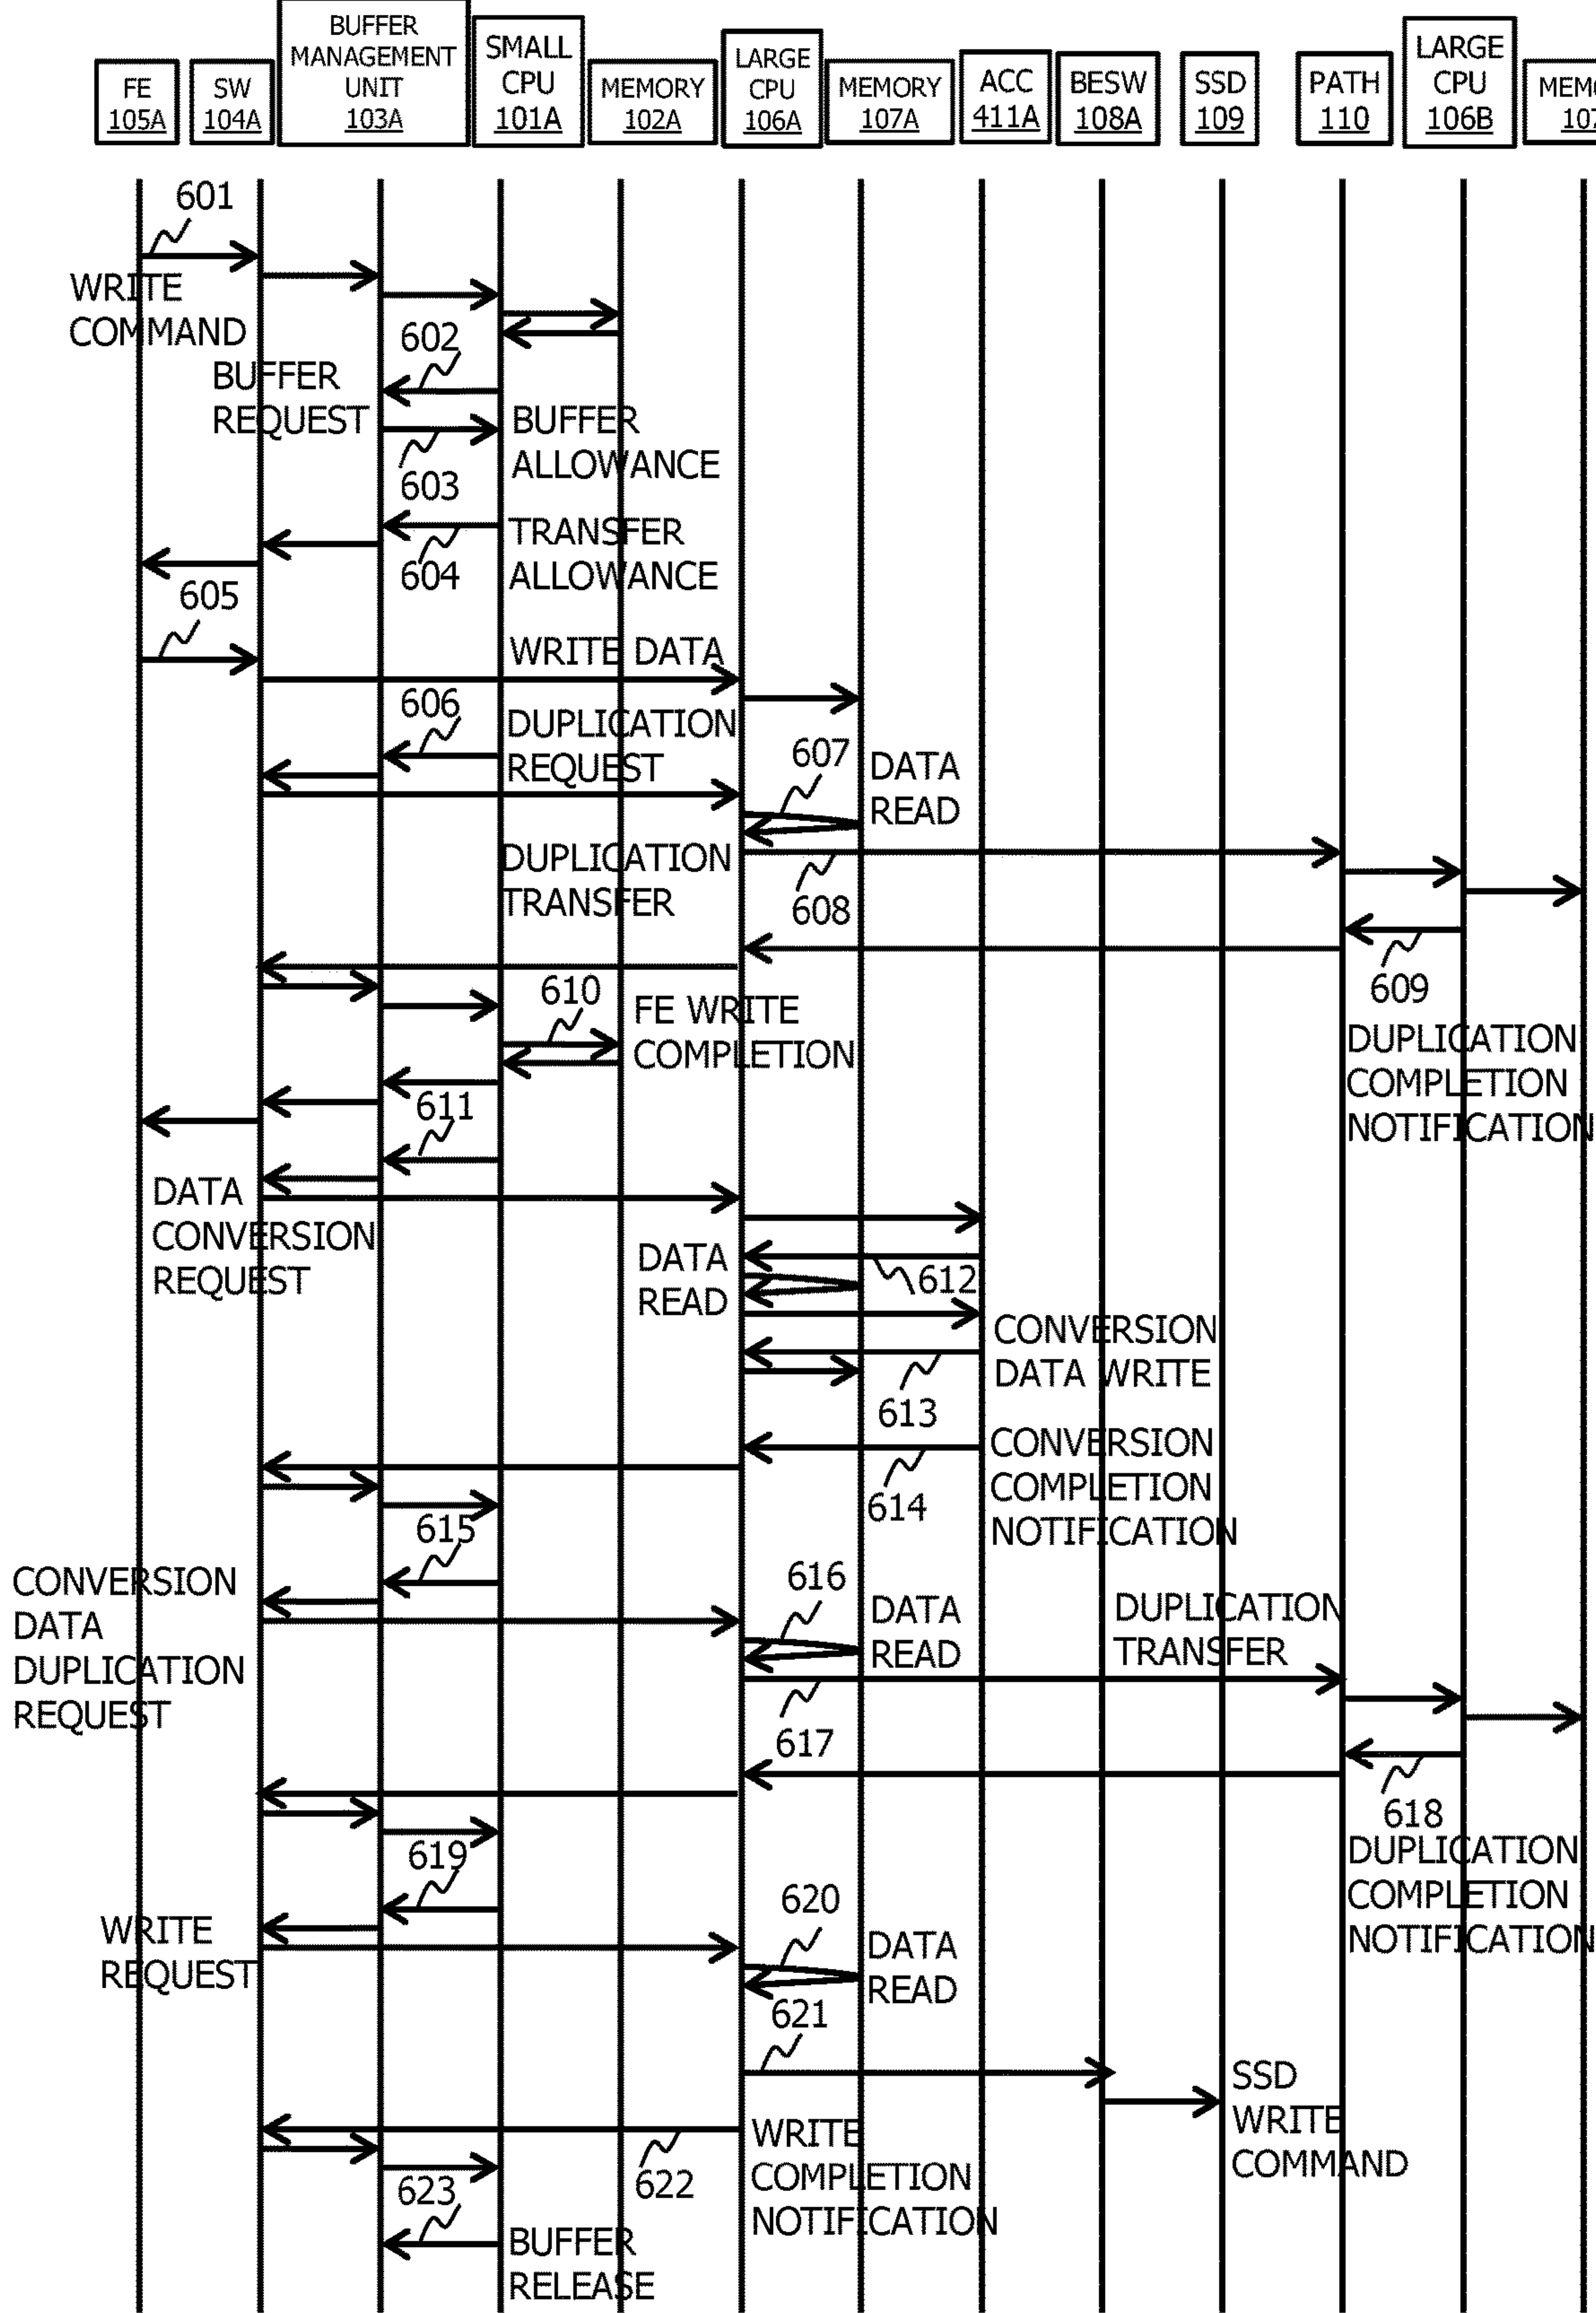 FE
105A
SW
104A
BUFFER
MANAGEMENT
UNIT
103A
SMALL
CPU
101A
MEMORY
102A
LARGE
CPU
106A
MEMORY
107A
ACC
411A
BESW
108A
SSD
109
PATH
110
LARGE
CPU
106B
601
WRITE
COMMAND
602
BUFFER
REQUEST
BUFFER
ALLOWANCE
603
TRANSFER
ALLOWANCE
604
605
WRITE DATA
606
DUPLICATION
REQUEST
607
DATA
READ
DUPLICATION
TRANSFER
608
609
610
FE WRITE
COMPLETION
DUPLICATION
COMPLETION
NOTIFICATION
611
DATA
CONVERSION
REQUEST
DATA
READ
612
CONVERSION
DATA WRITE
613
CONVERSION
COMPLETION
NOTIFICATION
614
615
CONVERSION
DATA
DUPLICATION
REQUEST
616
DATA
READ
DUPLICATION
TRANSFER
617
618
DUPLICATION
COMPLETION
NOTIFICATION
619
WRITE
REQUEST
620
DATA
READ
621
SSD
WRITE
COMMAND
WRITE
COMPLETION
NOTIFICATION
622
623
BUFFER
RELEASE